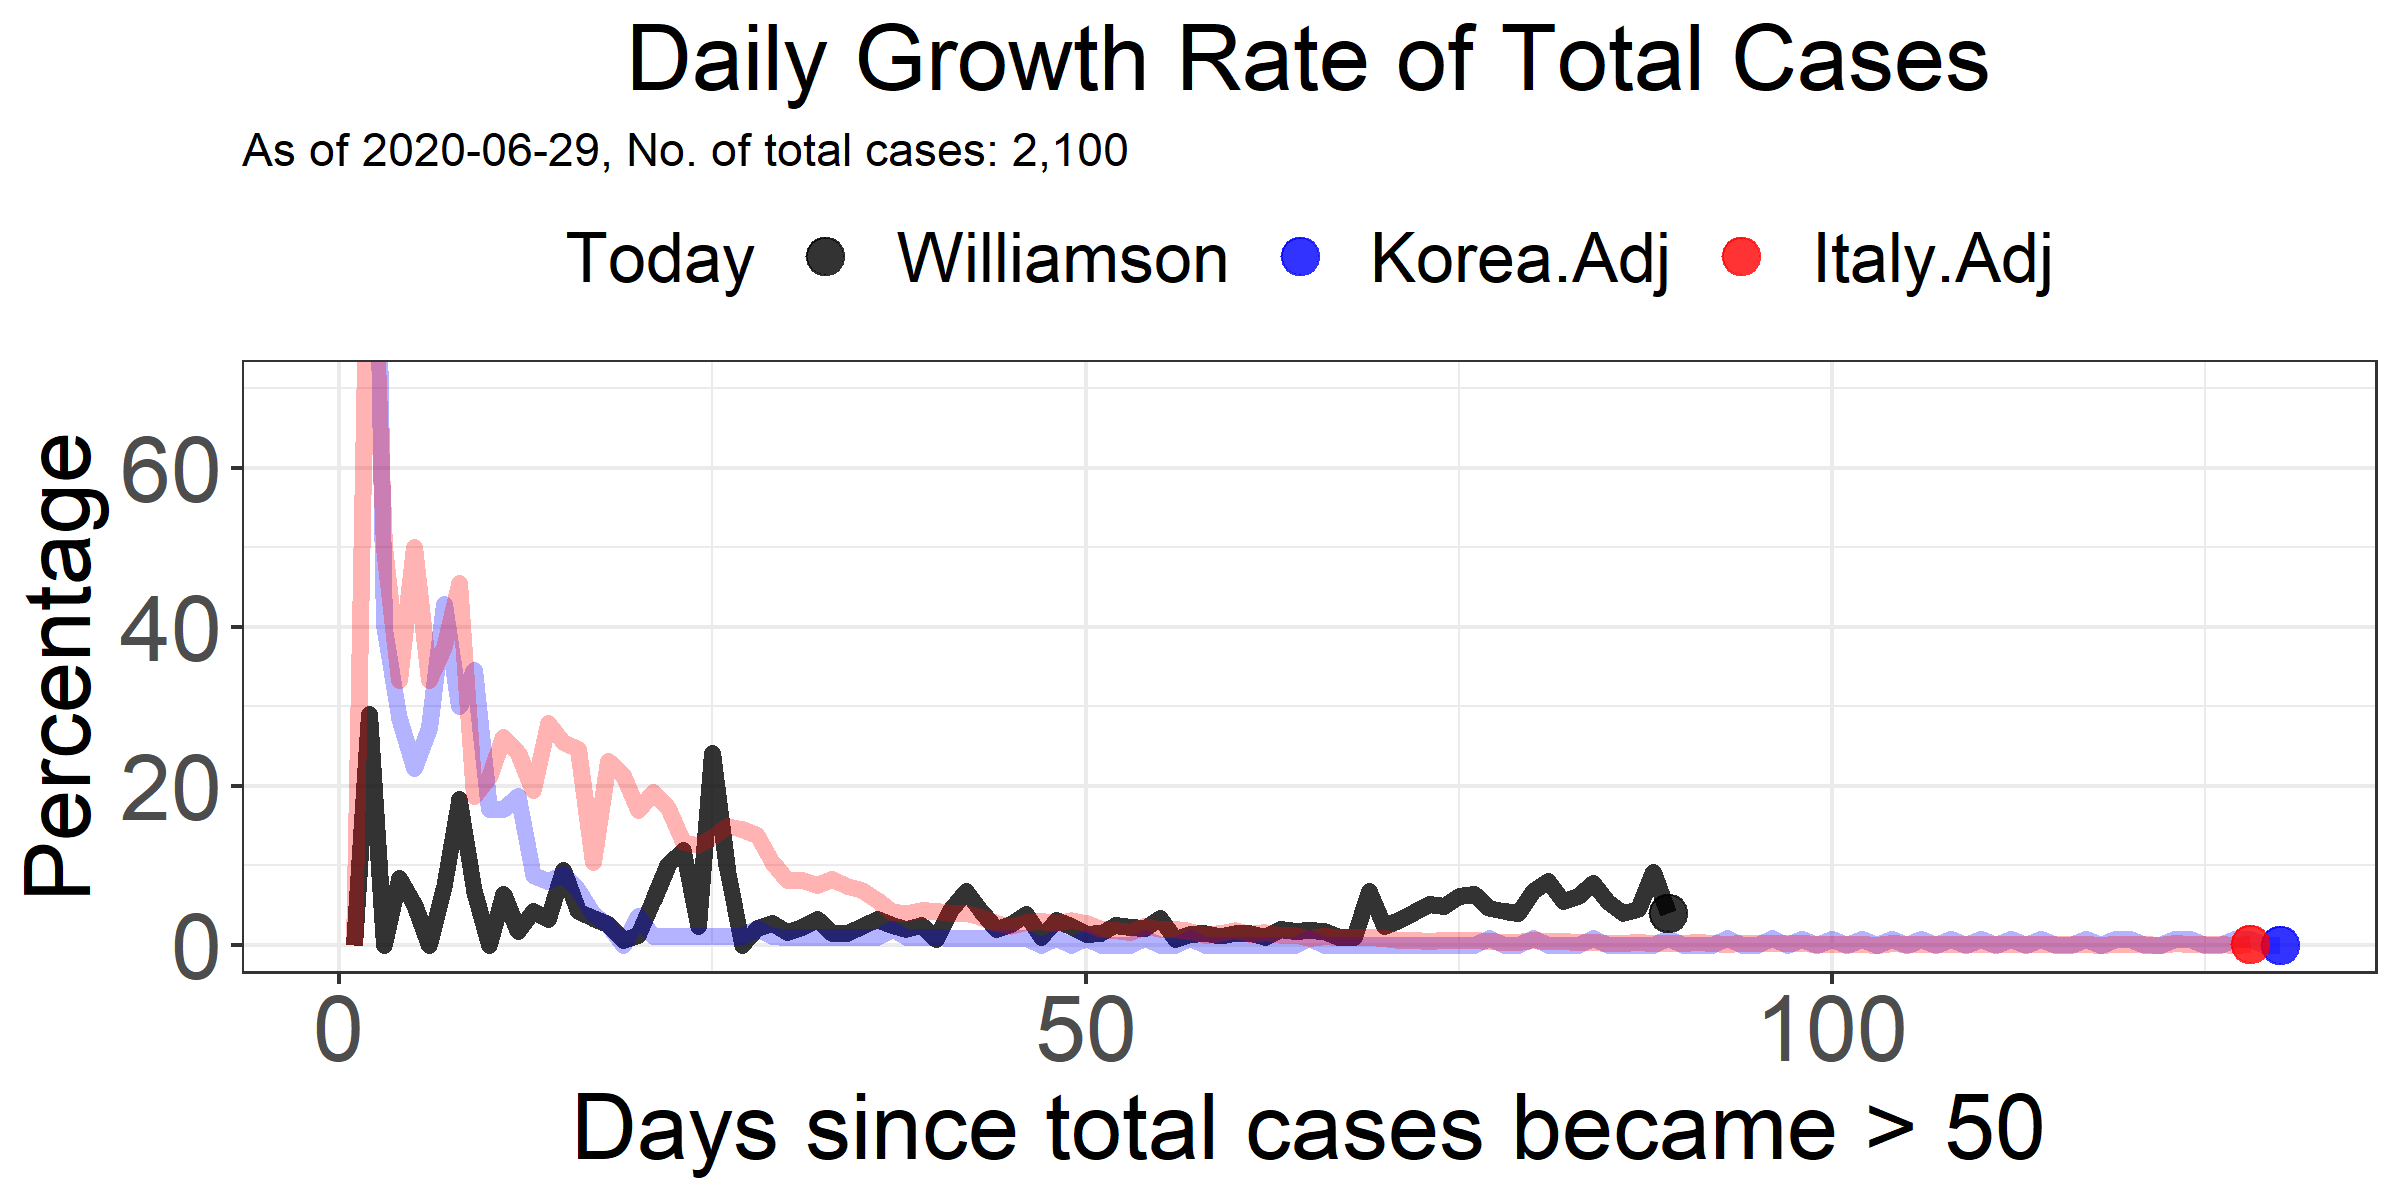 Daily Growth Rate of Total Cases
As of 2020-06-29, No. of total cases: 2,100
Today Williamson Korea.Adj Italy.Adj
Percentage
60
40
20
0
0 50 100
Days since total cases became > 50